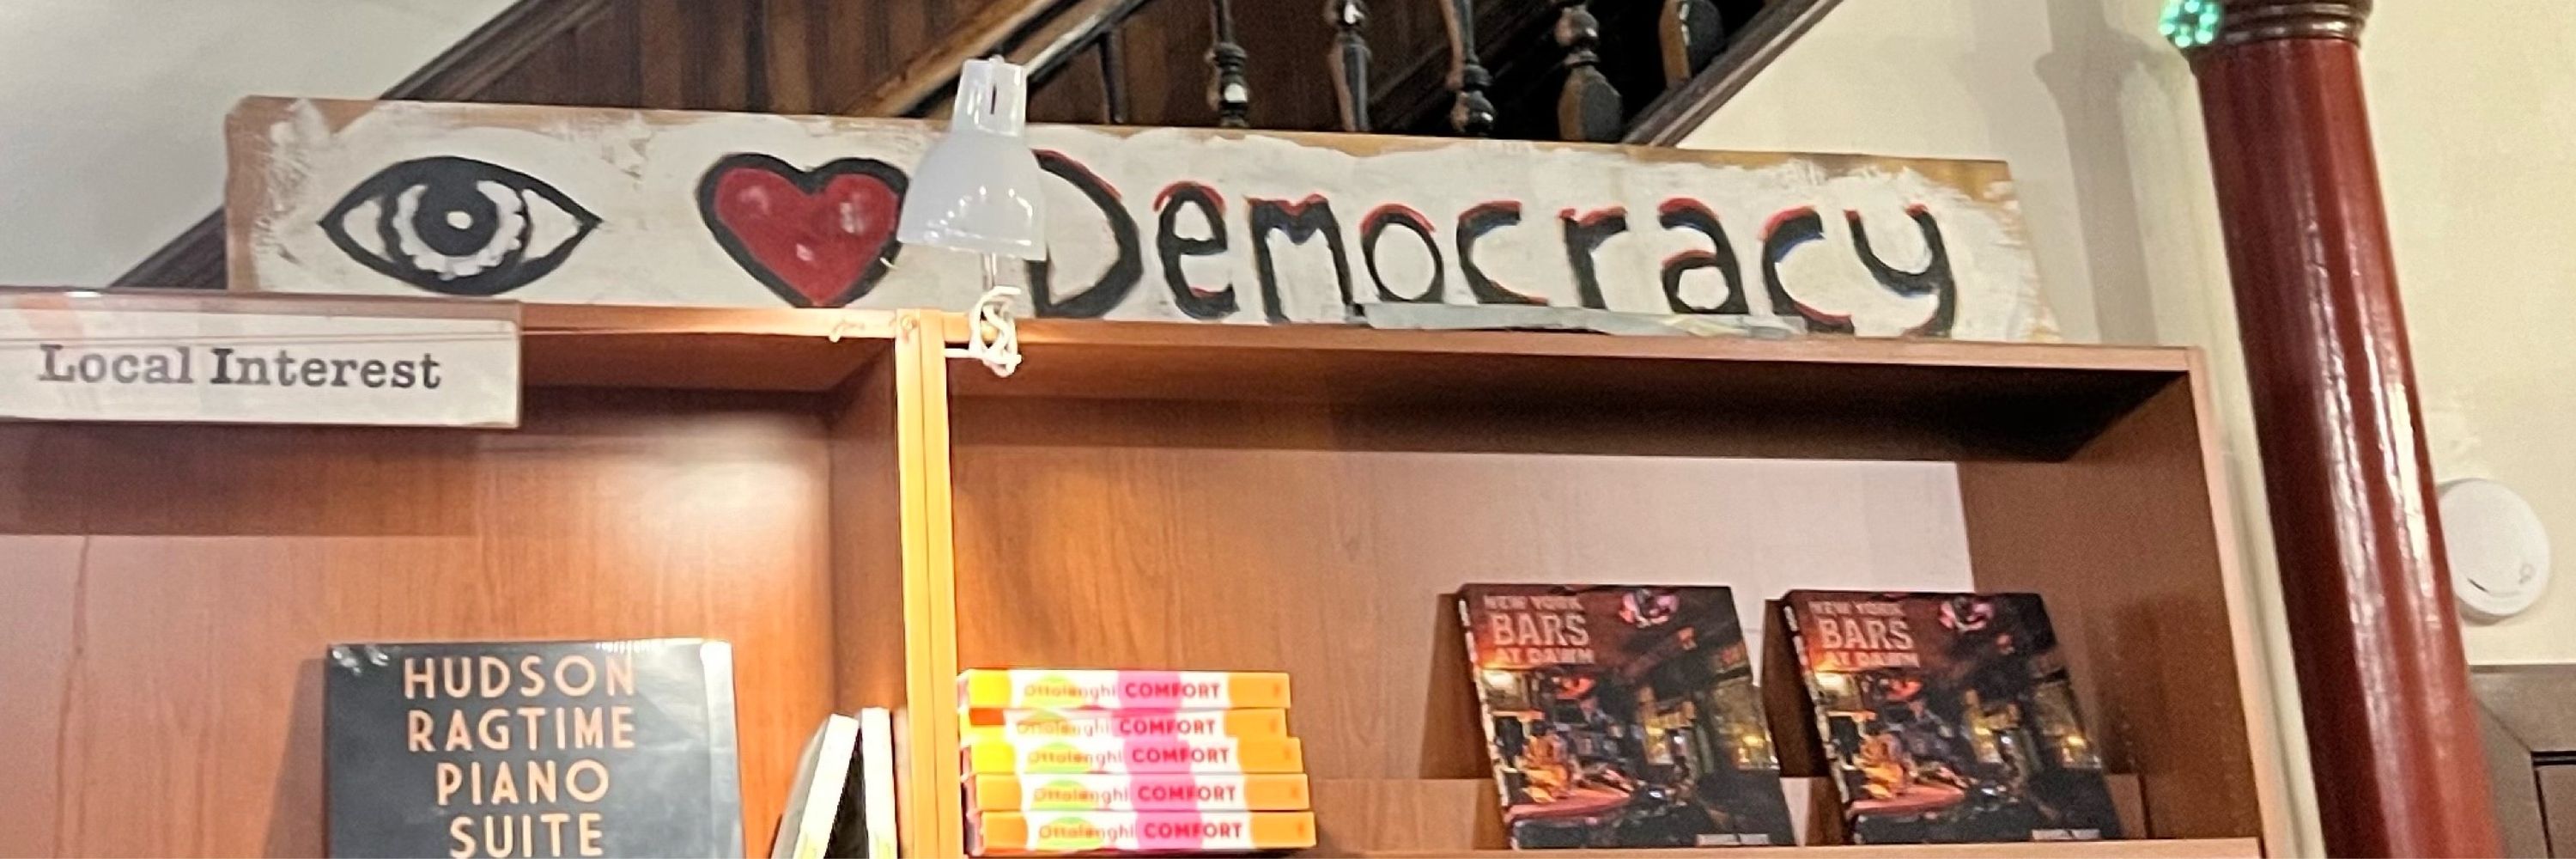 Democracy
Local Interest
HUDSON
RAGTIME
PIANO
SUITE
Ottolenghi COMFORT
Ottolenghi COMFORT
Ottolenghi COMFORT
Ottolenghi COMFORT
Ottolenghi COMFORT
NEW YORK
BARS
AT DAWN
NEW YORK
BARS
AT DAWN